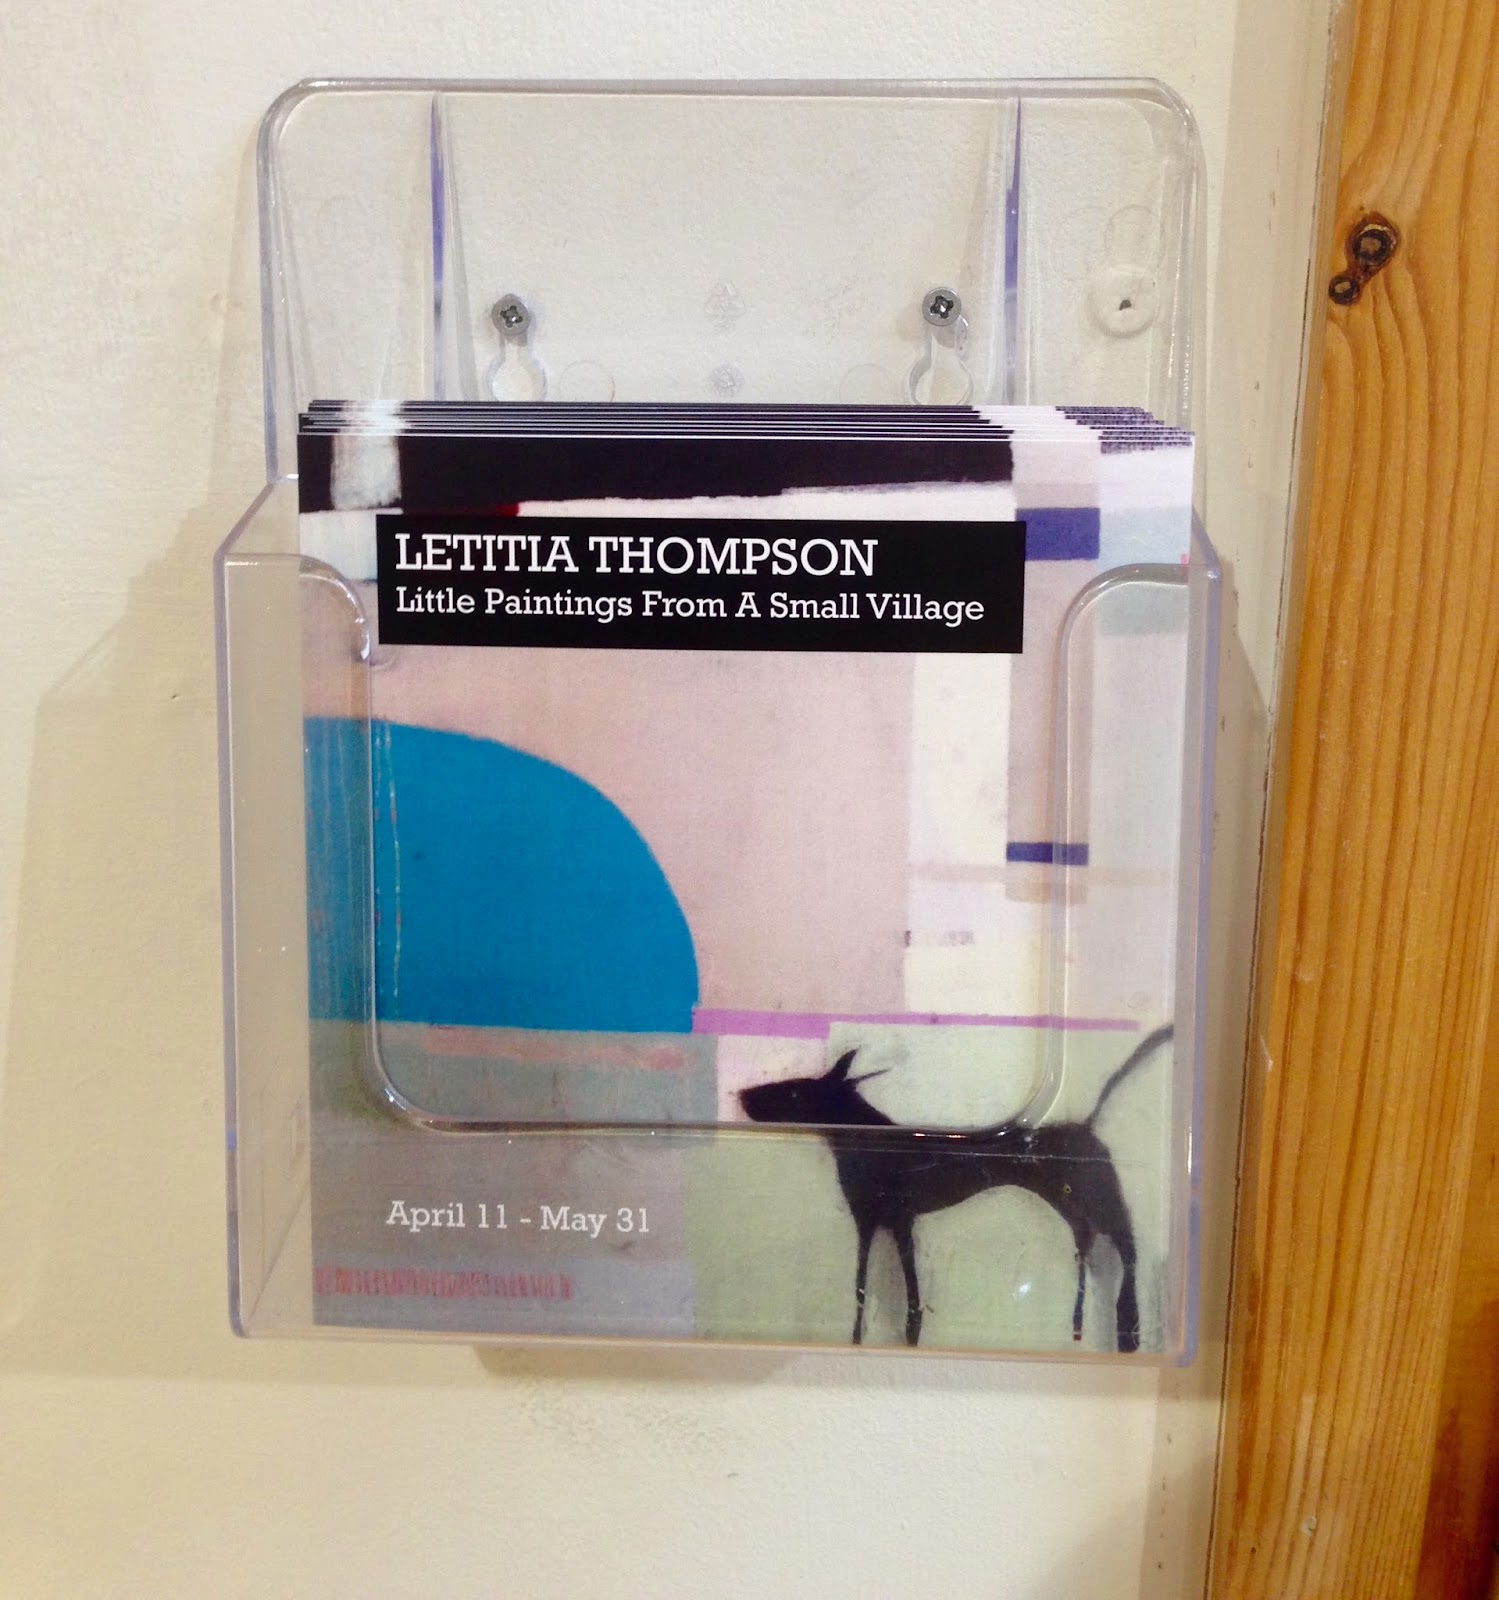 LETITIA THOMPSON
Little Paintings From A Small Village
April 11 - May 31